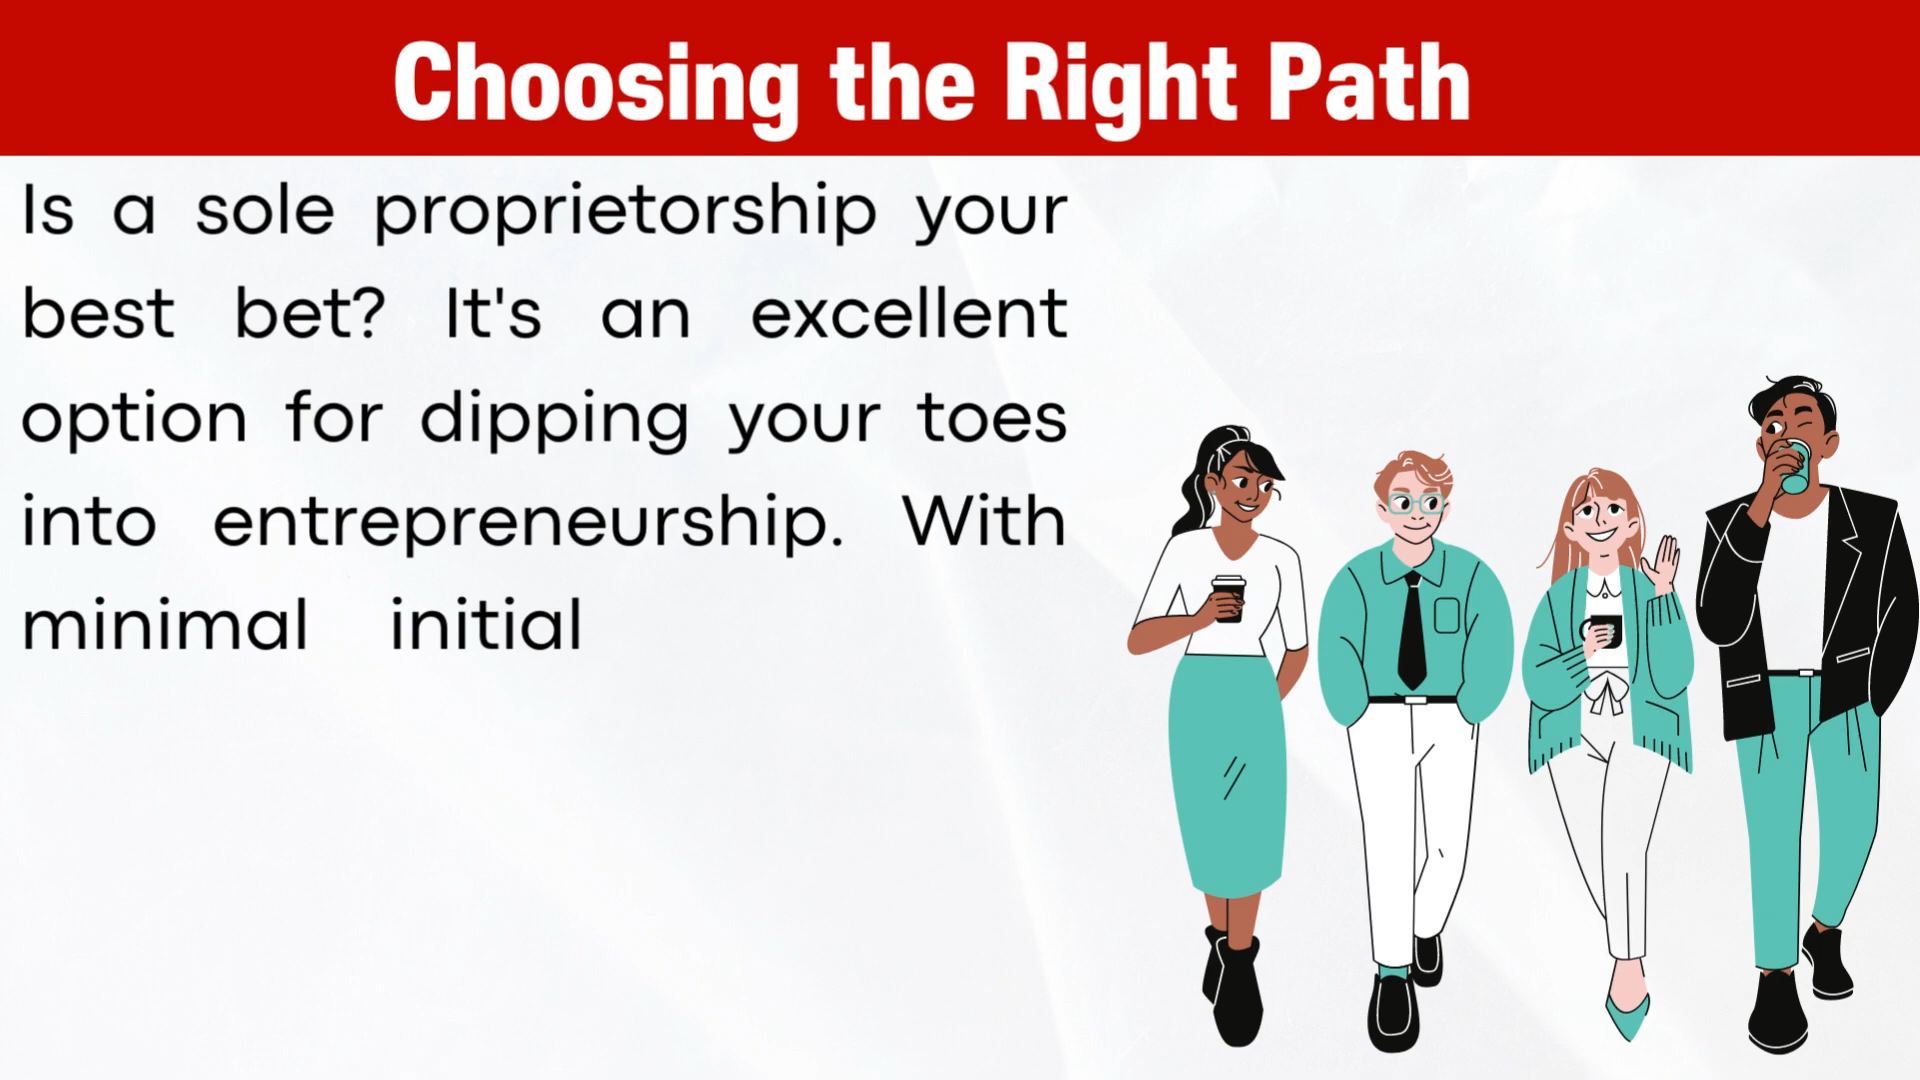 Choosing the Right Path
Is a sole proprietorship your
best bet? It's an excellent
option for dipping your toes
into entrepreneurship. With
minimal initial